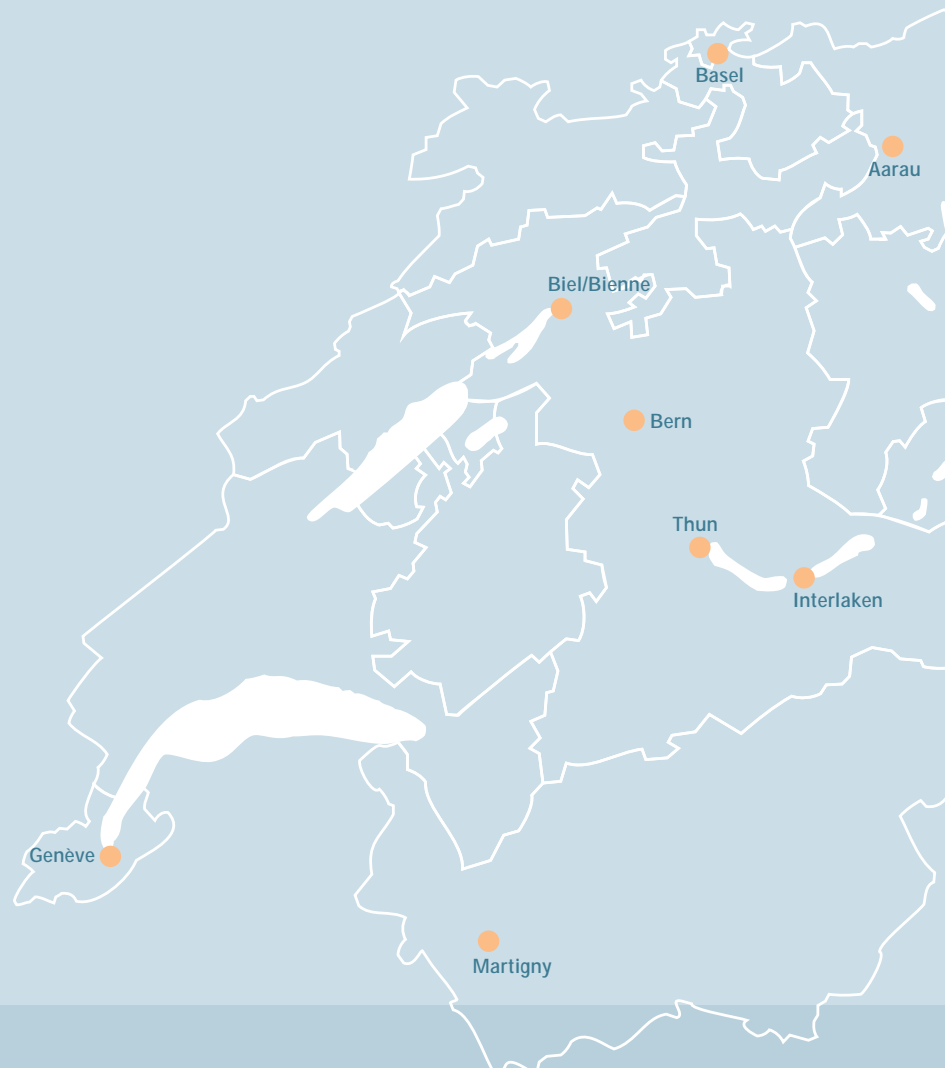 Basel
Aarau
Biel/Bienne
Bern
Thun
Interlaken
Genève
Martigny